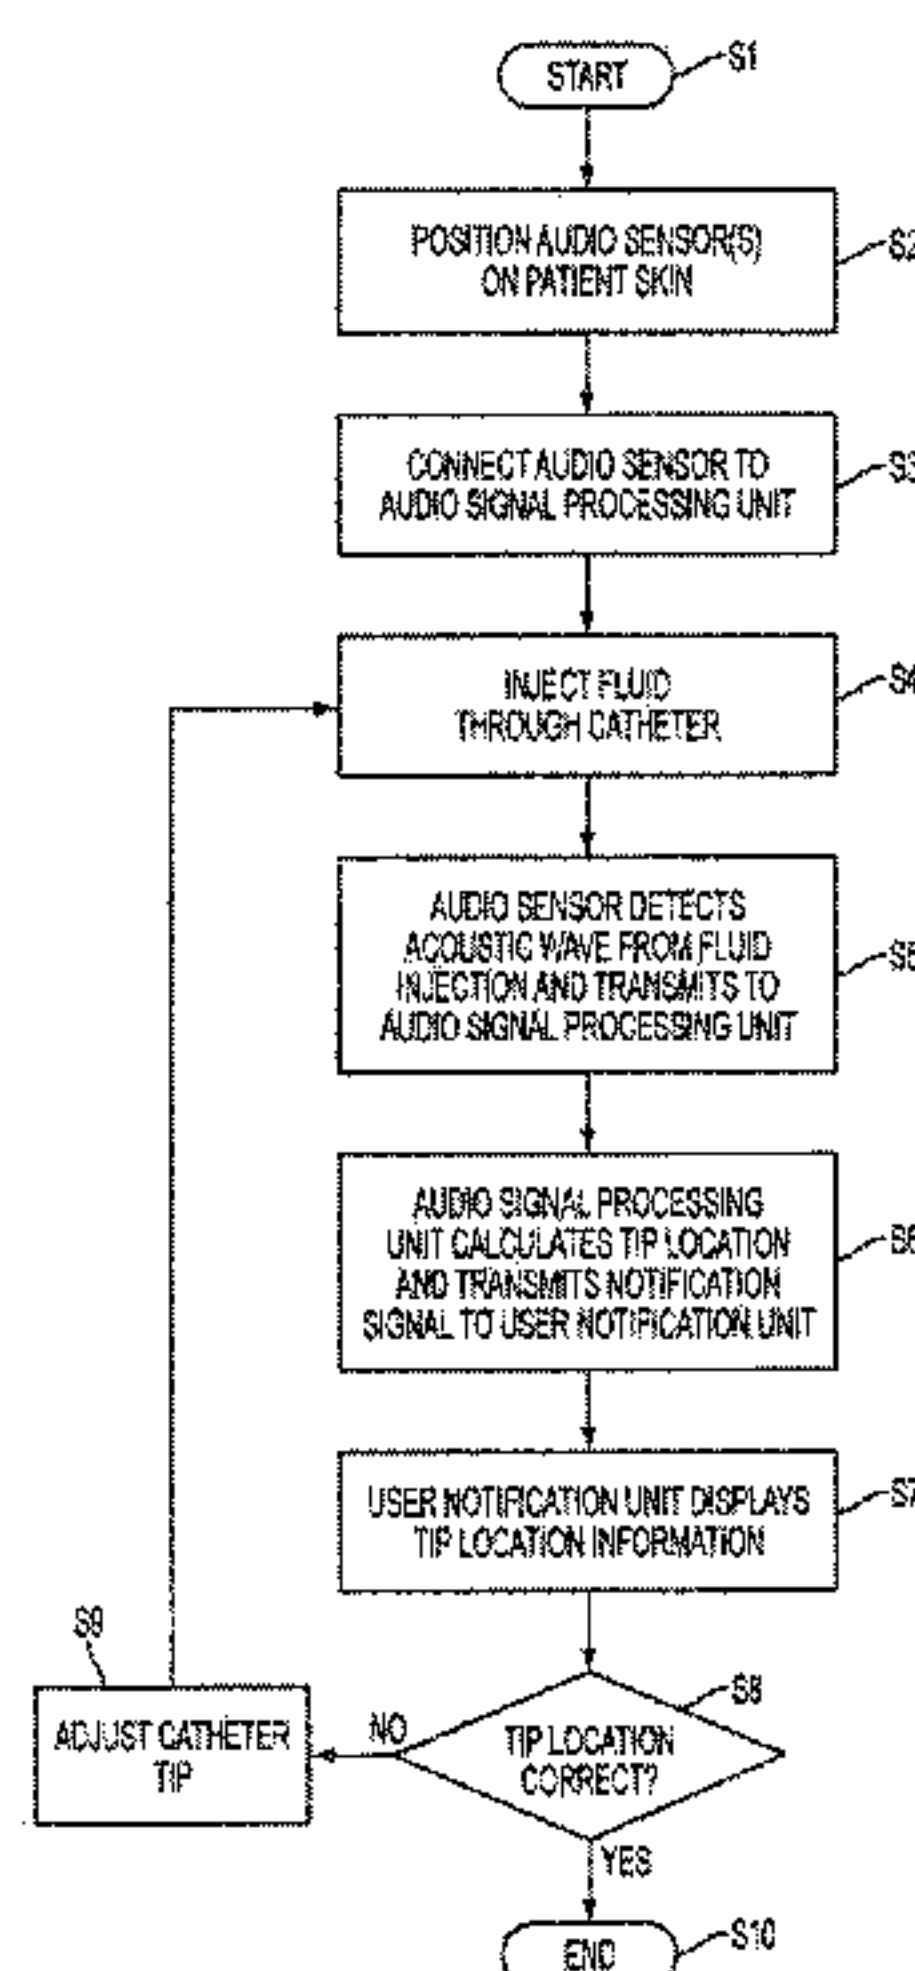 START
S1
POSITION AUDIO SENSOR(S)
ON PATIENT SKIN
S2
CONNECT AUDIO SENSOR TO
AUDIO SIGNAL PROCESSING UNIT
S3
INJECT FLUID
THROUGH CATHETER
S4
AUDIO SENSOR DETECTS
ACOUSTIC WAVE FROM FLUID
INJECTION AND TRANSMITS TO
AUDIO SIGNAL PROCESSING UNIT
S5
AUDIO SIGNAL PROCESSING
UNIT CALCULATES TIP LOCATION
AND TRANSMITS NOTIFICATION
SIGNAL TO USER NOTIFICATION UNIT
S6
USER NOTIFICATION UNIT DISPLAYS
TIP LOCATION INFORMATION
S7
TIP LOCATION
CORRECT?
S8
NO
ADJUST CATHETER
TIP
S9
YES
END
S10